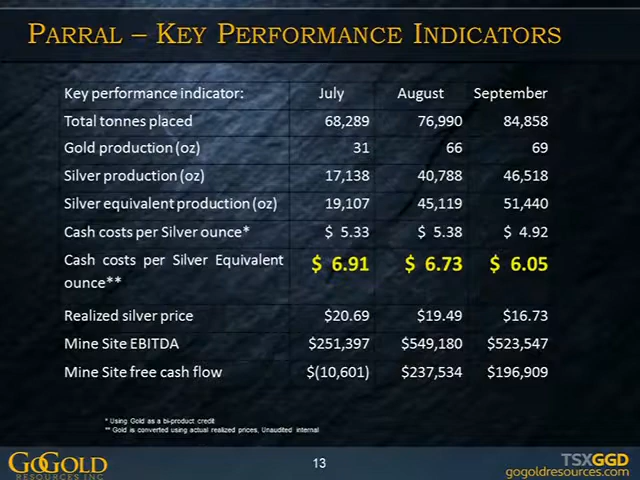 PARRAL – KEY PERFORMANCE INDICATORS
Key performance indicator: July August September
Total tonnes placed 68,289 76,990 84,858
Gold production (oz) 31 66 69
Silver production (oz) 17,138 40,788 46,518
Silver equivalent production (oz) 19,107 45,119 51,440
Cash costs per Silver ounce* $ 5.33 $ 5.38 $ 4.92
Cash costs per Silver Equivalent $ 6.91 $ 6.73 $ 6.05
ounce**
Realized silver price $20.69 $19.49 $16.73
Mine Site EBITDA $251,397 $549,180 $523,547
Mine Site free cash flow $(10,601) $237,534 $196,909
* Using Gold as a bi-product credit
** Gold is converted using actual realized prices, Unaudited internal
GOGOLD
RESOURCES INC
13
TSXGGD
gogoldresources.com